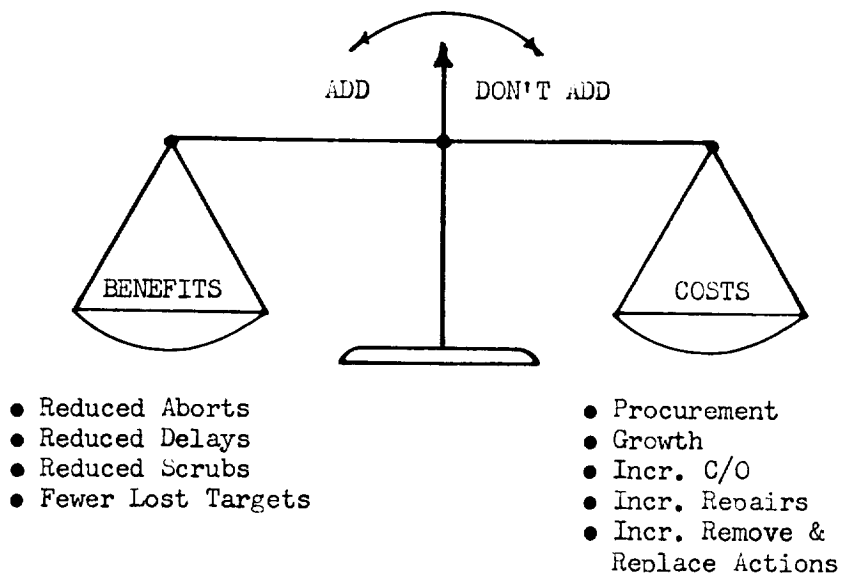 ADD
DON'T ADD
BENEFITS
COSTS
• Reduced Aborts
• Reduced Delays
• Reduced Scrubs
• Fewer Lost Targets
• Procurement
• Growth
• Incr. C/O
• Incr. Repairs
• Incr. Remove &
Replace Actions